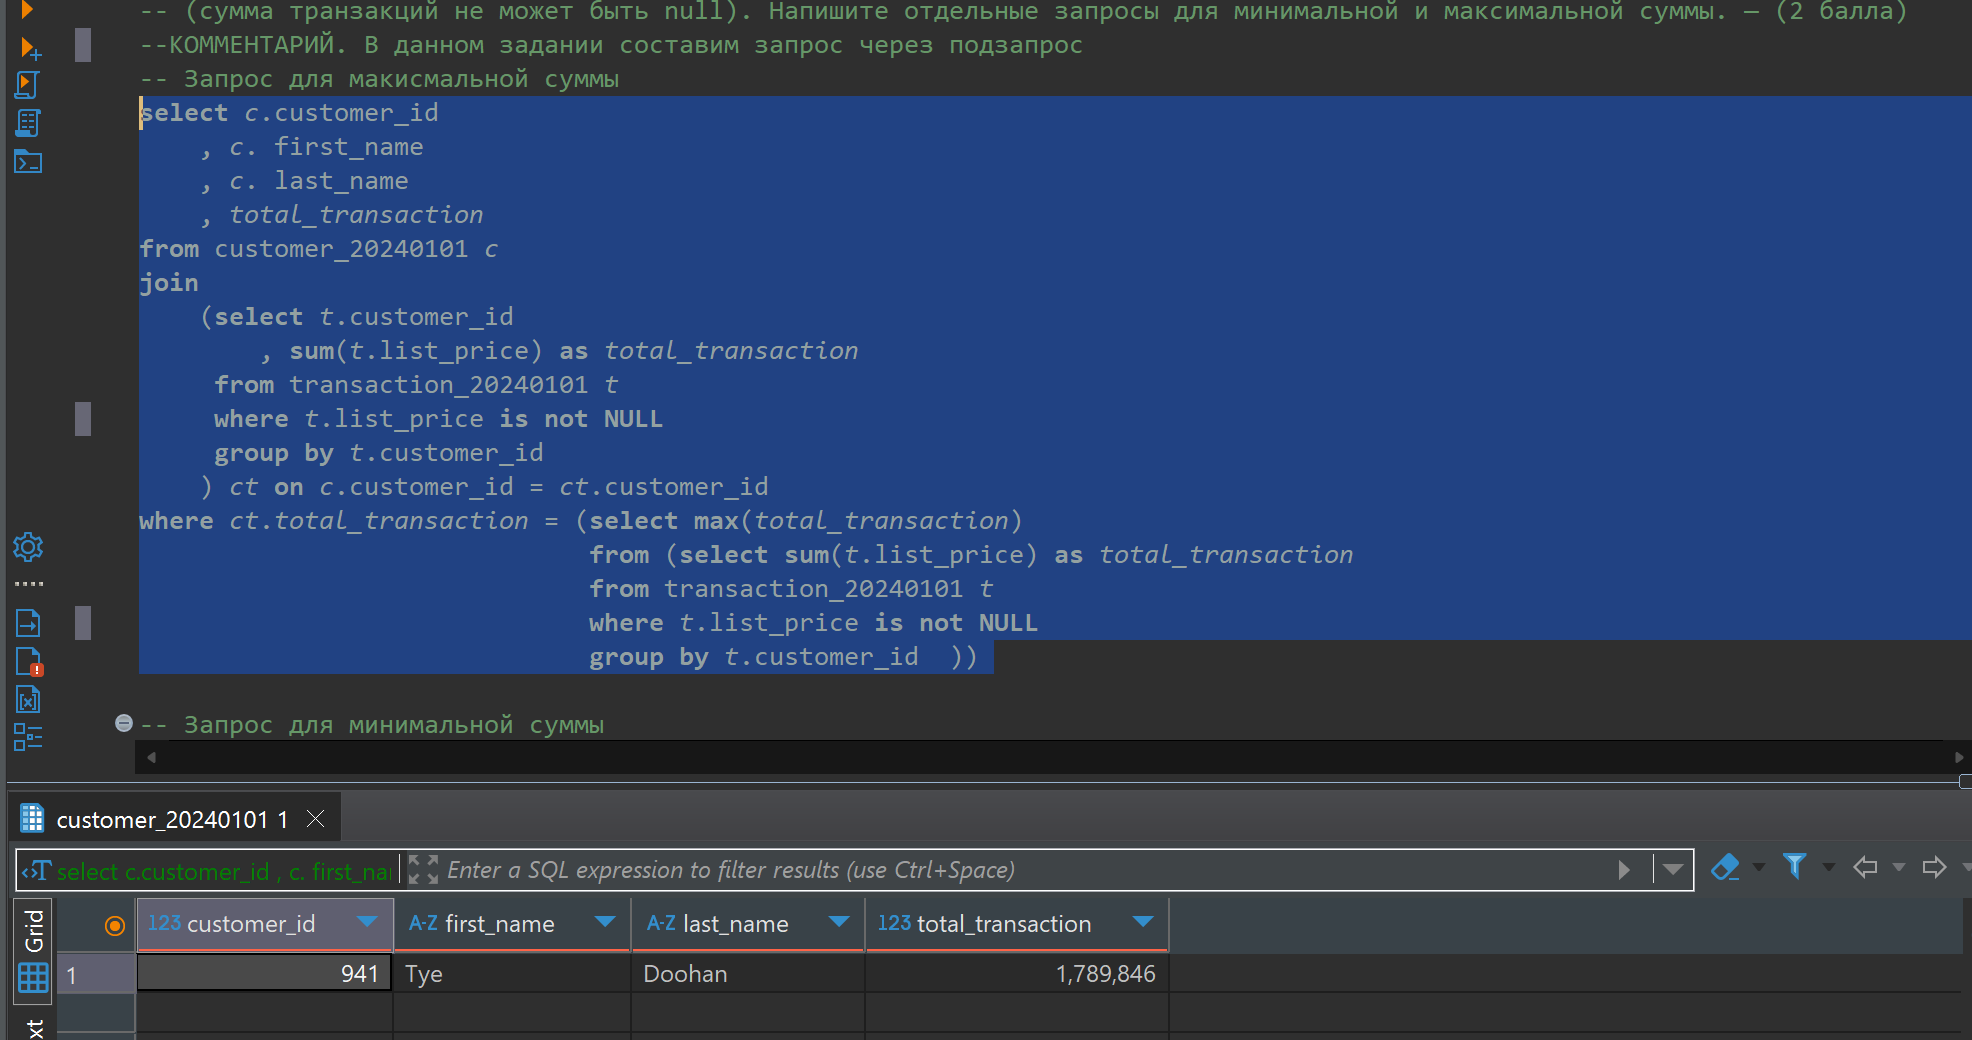 -- (сумма транзакций не может быть null). Напишите отдельные запросы для минимальной и максимальной суммы. — (2 балла)
--КОММЕНТАРИЙ. В данном задании составим запрос через подзапрос
-- Запрос для макисмальной суммы
select c.customer_id
, c. first_name
, c. last_name
, total_transaction
from customer_20240101 c
join
(select t.customer_id
, sum(t.list_price) as total_transaction
from transaction_20240101 t
where t.list_price is not NULL
group by t.customer_id
) ct on c.customer_id = ct.customer_id
where ct.total_transaction = (select max(total_transaction)
from (select sum(t.list_price) as total_transaction
from transaction_20240101 t
where t.list_price is not NULL
group by t.customer_id  ))
-- Запрос для минимальной суммы
customer_20240101 1
select c.customer_id , c. first_nar
Enter a SQL expression to filter results (use Ctrl+Space)
Grid
123 customer_id
A-Z first_name
A-Z last_name
123 total_transaction
1
941
Tye
Doohan
1,789,846
xt